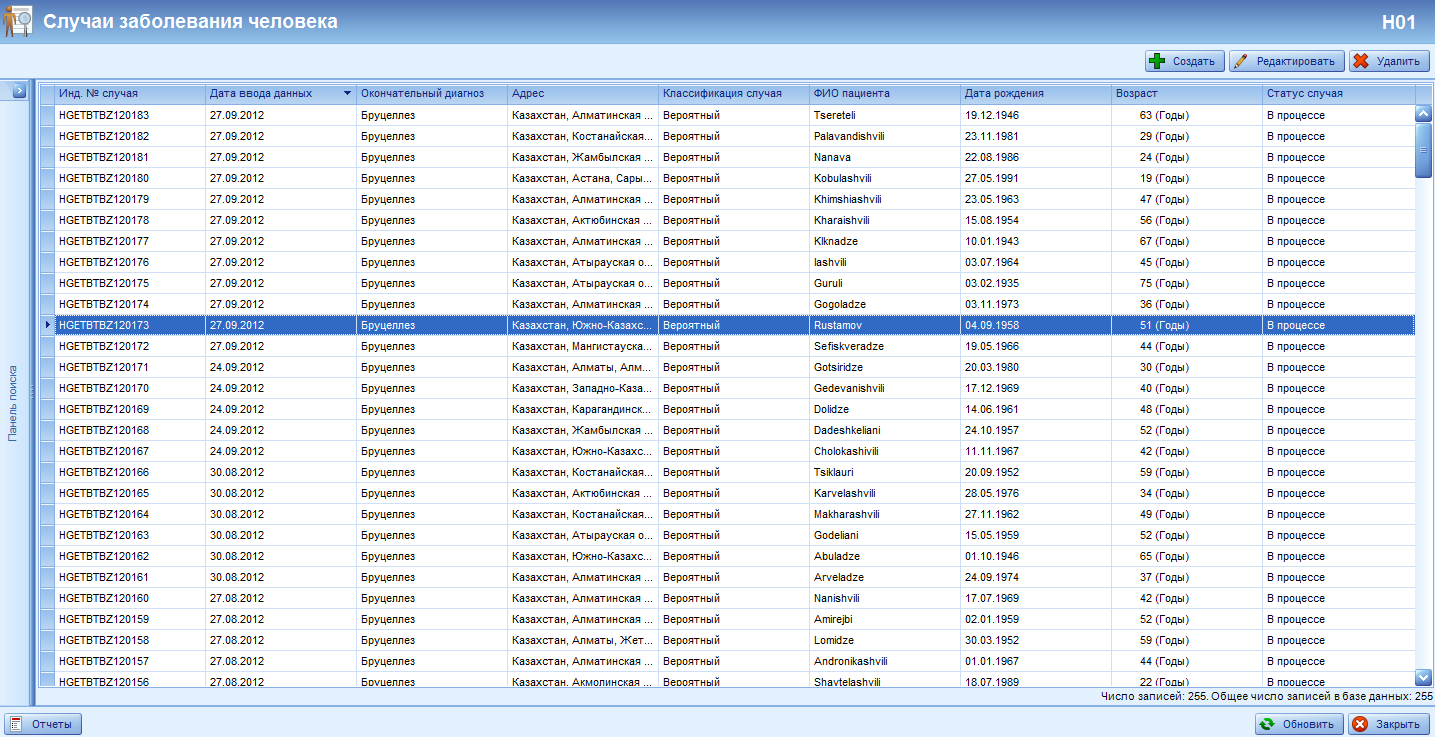 Случаи заболевания человека H01
Создать Редактировать Удалить
Инд. № случая Дата ввода данных Окончательный диагноз Адрес Классификация случая ФИО пациента Дата рождения Возраст Статус случая
HGETBTBZ120183 27.09.2012 Бруцеллез Казахстан, Алматинская ... Вероятный Tsereteli 19.12.1946 63 (Годы) В процессе
HGETBTBZ120182 27.09.2012 Бруцеллез Казахстан, Костанайская... Вероятный Palavandishvili 23.11.1981 29 (Годы) В процессе
HGETBTBZ120181 27.09.2012 Бруцеллез Казахстан, Жамбылская ... Вероятный Nanava 22.08.1986 24 (Годы) В процессе
HGETBTBZ120180 27.09.2012 Бруцеллез Казахстан, Астана, Сары... Вероятный Kobulashvili 27.05.1991 19 (Годы) В процессе
HGETBTBZ120179 27.09.2012 Бруцеллез Казахстан, Алматинская ... Вероятный Khimshiashvili 23.05.1963 47 (Годы) В процессе
HGETBTBZ120178 27.09.2012 Бруцеллез Казахстан, Актюбинская ... Вероятный Kharaishvili 15.08.1954 56 (Годы) В процессе
HGETBTBZ120177 27.09.2012 Бруцеллез Казахстан, Алматинская ... Вероятный Klknadze 10.01.1943 67 (Годы) В процессе
HGETBTBZ120176 27.09.2012 Бруцеллез Казахстан, Атырауская о... Вероятный Iashvili 03.07.1964 45 (Годы) В процессе
HGETBTBZ120175 27.09.2012 Бруцеллез Казахстан, Атырауская о... Вероятный Guruli 03.02.1935 75 (Годы) В процессе
HGETBTBZ120174 27.09.2012 Бруцеллез Казахстан, Алматинская ... Вероятный Gogoladze 03.11.1973 36 (Годы) В процессе
HGETBTBZ120173 27.09.2012 Бруцеллез Казахстан, Южно-Казахс... Вероятный Rustamov 04.09.1958 51 (Годы) В процессе
HGETBTBZ120172 27.09.2012 Бруцеллез Казахстан, Мангистауска... Вероятный Sefiskveradze 19.05.1966 44 (Годы) В процессе
HGETBTBZ120171 24.09.2012 Бруцеллез Казахстан, Алматы, Алм... Вероятный Gotsiridze 20.03.1980 30 (Годы) В процессе
HGETBTBZ120170 24.09.2012 Бруцеллез Казахстан, Западно-Каза... Вероятный Gedevanishvili 17.12.1969 40 (Годы) В процессе
HGETBTBZ120169 24.09.2012 Бруцеллез Казахстан, Карагандинск... Вероятный Dolidze 14.06.1961 48 (Годы) В процессе
HGETBTBZ120168 24.09.2012 Бруцеллез Казахстан, Жамбылская ... Вероятный Dadeshkeliani 24.10.1957 52 (Годы) В процессе
HGETBTBZ120167 24.09.2012 Бруцеллез Казахстан, Южно-Казахс... Вероятный Cholokashivili 11.11.1967 42 (Годы) В процессе
HGETBTBZ120166 30.08.2012 Бруцеллез Казахстан, Костанайская... Вероятный Tsiklauri 20.09.1952 59 (Годы) В процессе
HGETBTBZ120165 30.08.2012 Бруцеллез Казахстан, Актюбинская ... Вероятный Karvelashvili 28.05.1976 34 (Годы) В процессе
HGETBTBZ120164 30.08.2012 Бруцеллез Казахстан, Костанайская... Вероятный Makharashvili 27.11.1962 49 (Годы) В процессе
HGETBTBZ120163 30.08.2012 Бруцеллез Казахстан, Атырауская о... Вероятный Godeliani 15.05.1959 52 (Годы) В процессе
HGETBTBZ120162 30.08.2012 Бруцеллез Казахстан, Южно-Казахс... Вероятный Abuladze 01.10.1946 65 (Годы) В процессе
HGETBTBZ120161 30.08.2012 Бруцеллез Казахстан, Алматинская ... Вероятный Arveladze 24.09.1974 37 (Годы) В процессе
HGETBTBZ120160 27.08.2012 Бруцеллез Казахстан, Алматинская ... Вероятный Nanishvili 17.07.1969 42 (Годы) В процессе
HGETBTBZ120159 27.08.2012 Бруцеллез Казахстан, Алматинская ... Вероятный Amirejbi 02.01.1959 52 (Годы) В процессе
HGETBTBZ120158 27.08.2012 Бруцеллез Казахстан, Алматы, Жет... Вероятный Lomidze 30.03.1952 59 (Годы) В процессе
HGETBTBZ120157 27.08.2012 Бруцеллез Казахстан, Алматинская ... Вероятный Andronikashvili 01.01.1967 44 (Годы) В процессе
HGETBTBZ120156 27.08.2012 Бруцеллез Казахстан, Акмолинская ... Вероятный Shavtelashvili 18.07.1989 22 (Годы) В процессе
Панель поиска
Число записей: 255. Общее число записей в базе данных: 255
Отчеты Обновить Закрыть